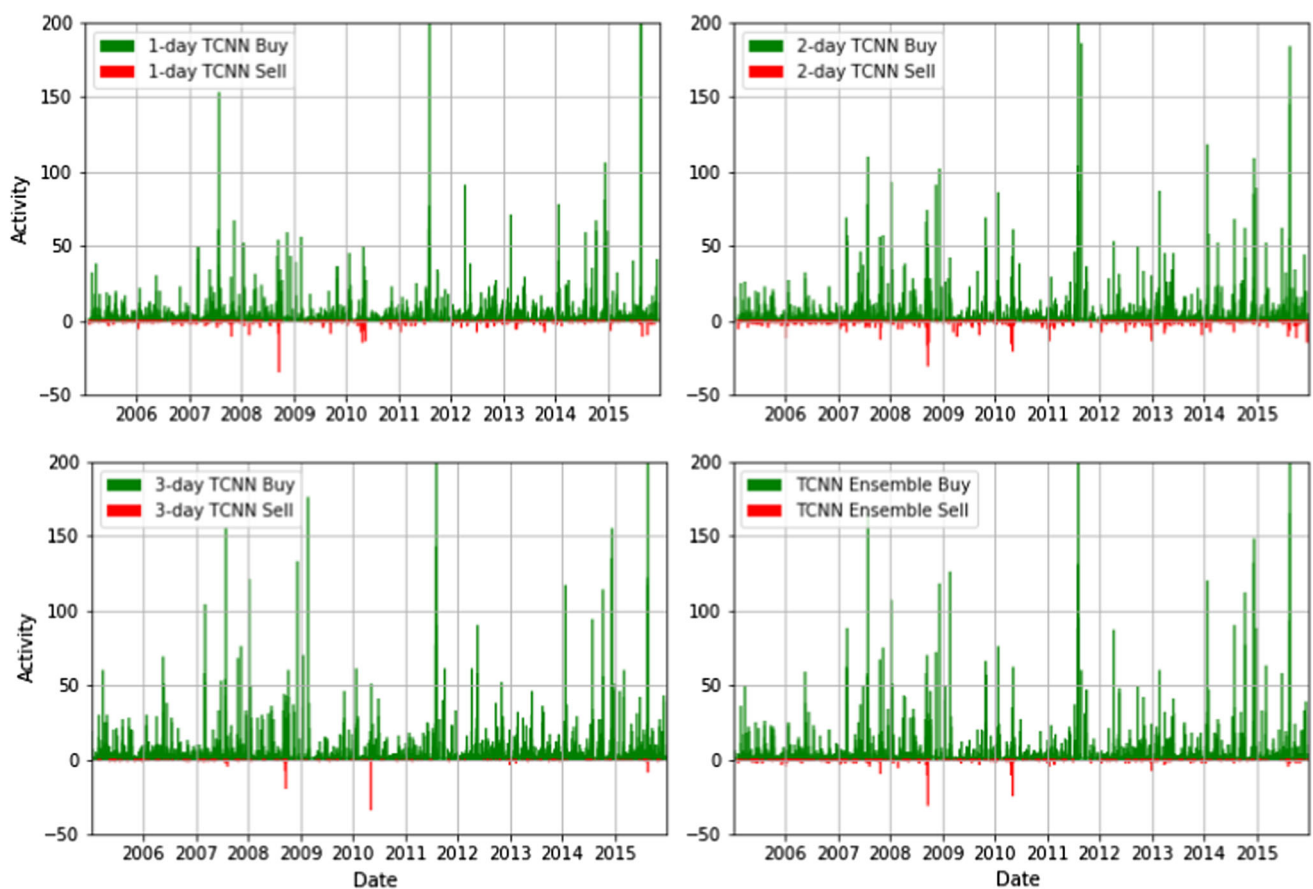 200
150
100
50
0
−50
Activity
1-day TCNN Buy
1-day TCNN Sell
2006 2007 2008 2009 2010 2011 2012 2013 2014 2015
200
150
100
50
0
−50
2-day TCNN Buy
2-day TCNN Sell
2006 2007 2008 2009 2010 2011 2012 2013 2014 2015
200
150
100
50
0
−50
Activity
3-day TCNN Buy
3-day TCNN Sell
2006 2007 2008 2009 2010 2011 2012 2013 2014 2015
Date
200
150
100
50
0
−50
TCNN Ensemble Buy
TCNN Ensemble Sell
2006 2007 2008 2009 2010 2011 2012 2013 2014 2015
Date